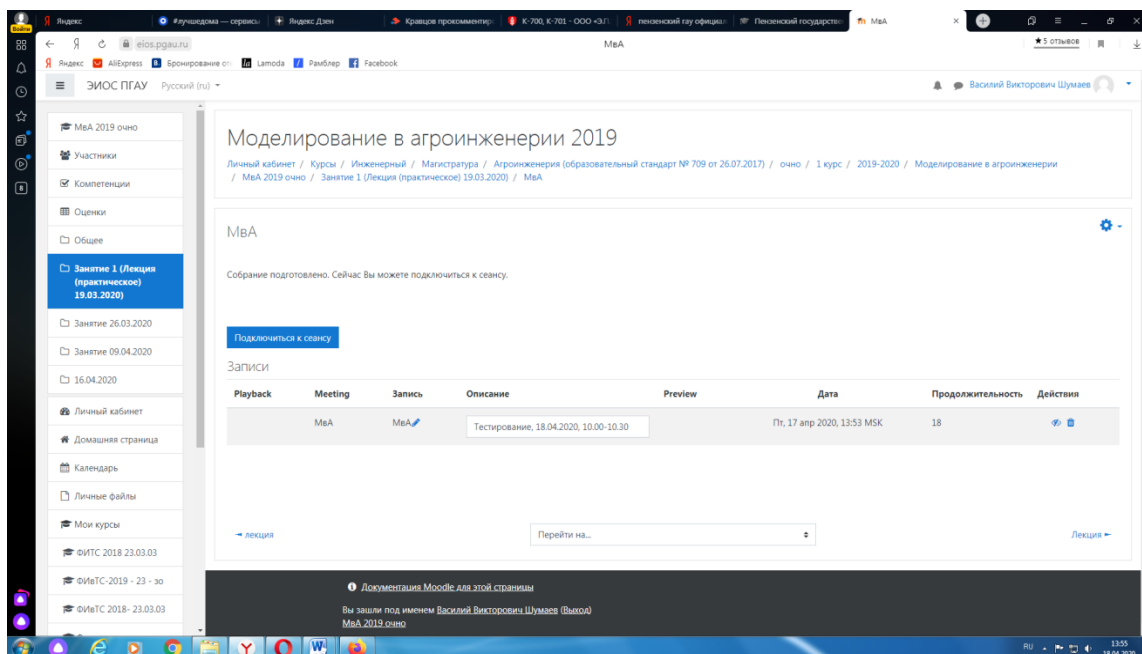 Войти
Яндекс
#лучшедома — сервисы
Яндекс Дзен
Кравцов прокомментир
К-700, К-701 - ООО «ЭЛ
пензенский гау официал
Пензенский государстве
МвА
eios.pgau.ru
МвА
★ 5 отзывов
Яндекс
AliExpress
Бронирование от
Lamoda
Рамблер
Facebook
ЭИОС ПГАУ
Русский (ru)
Василий Викторович Шумаев
МвА 2019 очно
Участники
Компетенции
Оценки
Общее
Занятие 1 (Лекция
(практическое)
19.03.2020)
Занятие 26.03.2020
Занятие 09.04.2020
16.04.2020
Личный кабинет
Домашняя страница
Календарь
Личные файлы
Мои курсы
ФИТС 2018 23.03.03
ФИвТС-2019 - 23 - зо
ФИвТС 2018- 23.03.03
Моделирование в агроинженерии 2019
Личный кабинет / Курсы / Инженерный / Магистратура / Агроинженерия (образовательный стандарт № 709 от 26.07.2017) / очно / 1 курс / 2019-2020 / Моделирование в агроинженерии
/ МвА 2019 очно / Занятие 1 (Лекция (практическое) 19.03.2020) / МвА
МвА
Собрание подготовлено. Сейчас Вы можете подключиться к сеансу.
Подключиться к сеансу
Записи
Playback Meeting Запись Описание Preview Дата Продолжительность Действия
МвА МвА Тестирование, 18.04.2020, 10.00-10.30 Пт, 17 апр 2020, 13:53 MSK 18
◄ лекция
Перейти на...
Лекция ►
Документация Moodle для этой страницы
Вы зашли под именем Василий Викторович Шумаев (Выход)
МвА 2019 очно
RU
13:55
18.04.2020